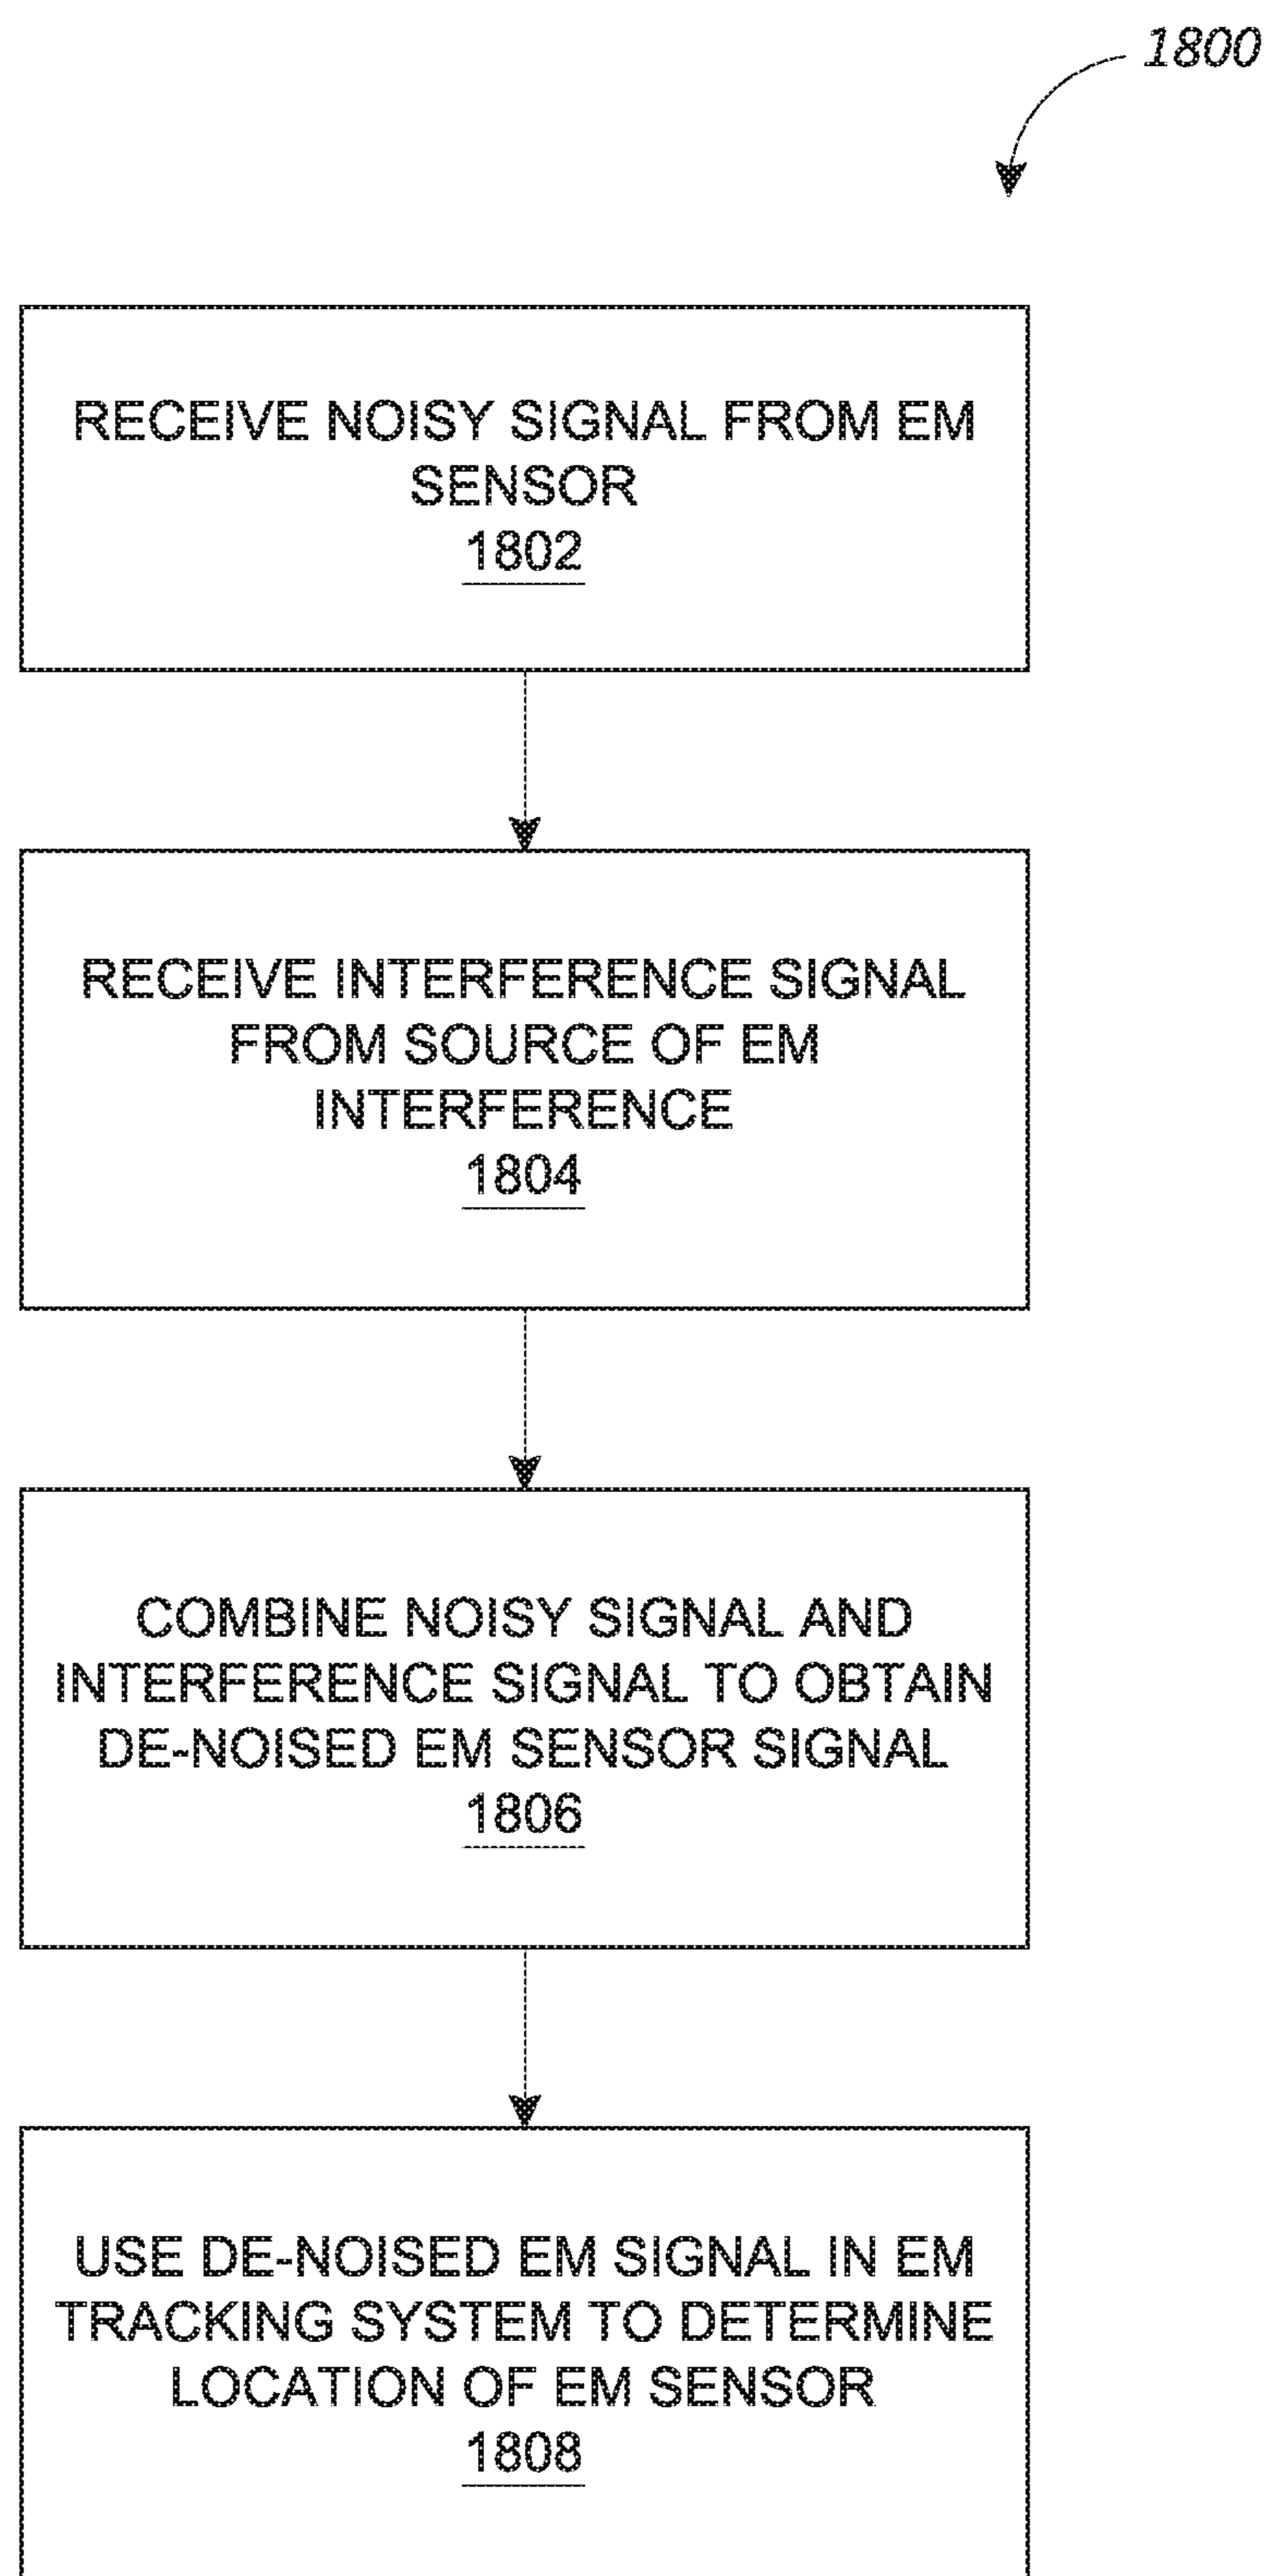 1800
RECEIVE NOISY SIGNAL FROM EM
SENSOR
1802
RECEIVE INTERFERENCE SIGNAL
FROM SOURCE OF EM
INTERFERENCE
1804
COMBINE NOISY SIGNAL AND
INTERFERENCE SIGNAL TO OBTAIN
DE-NOISED EM SENSOR SIGNAL
1806
USE DE-NOISED EM SIGNAL IN EM
TRACKING SYSTEM TO DETERMINE
LOCATION OF EM SENSOR
1808